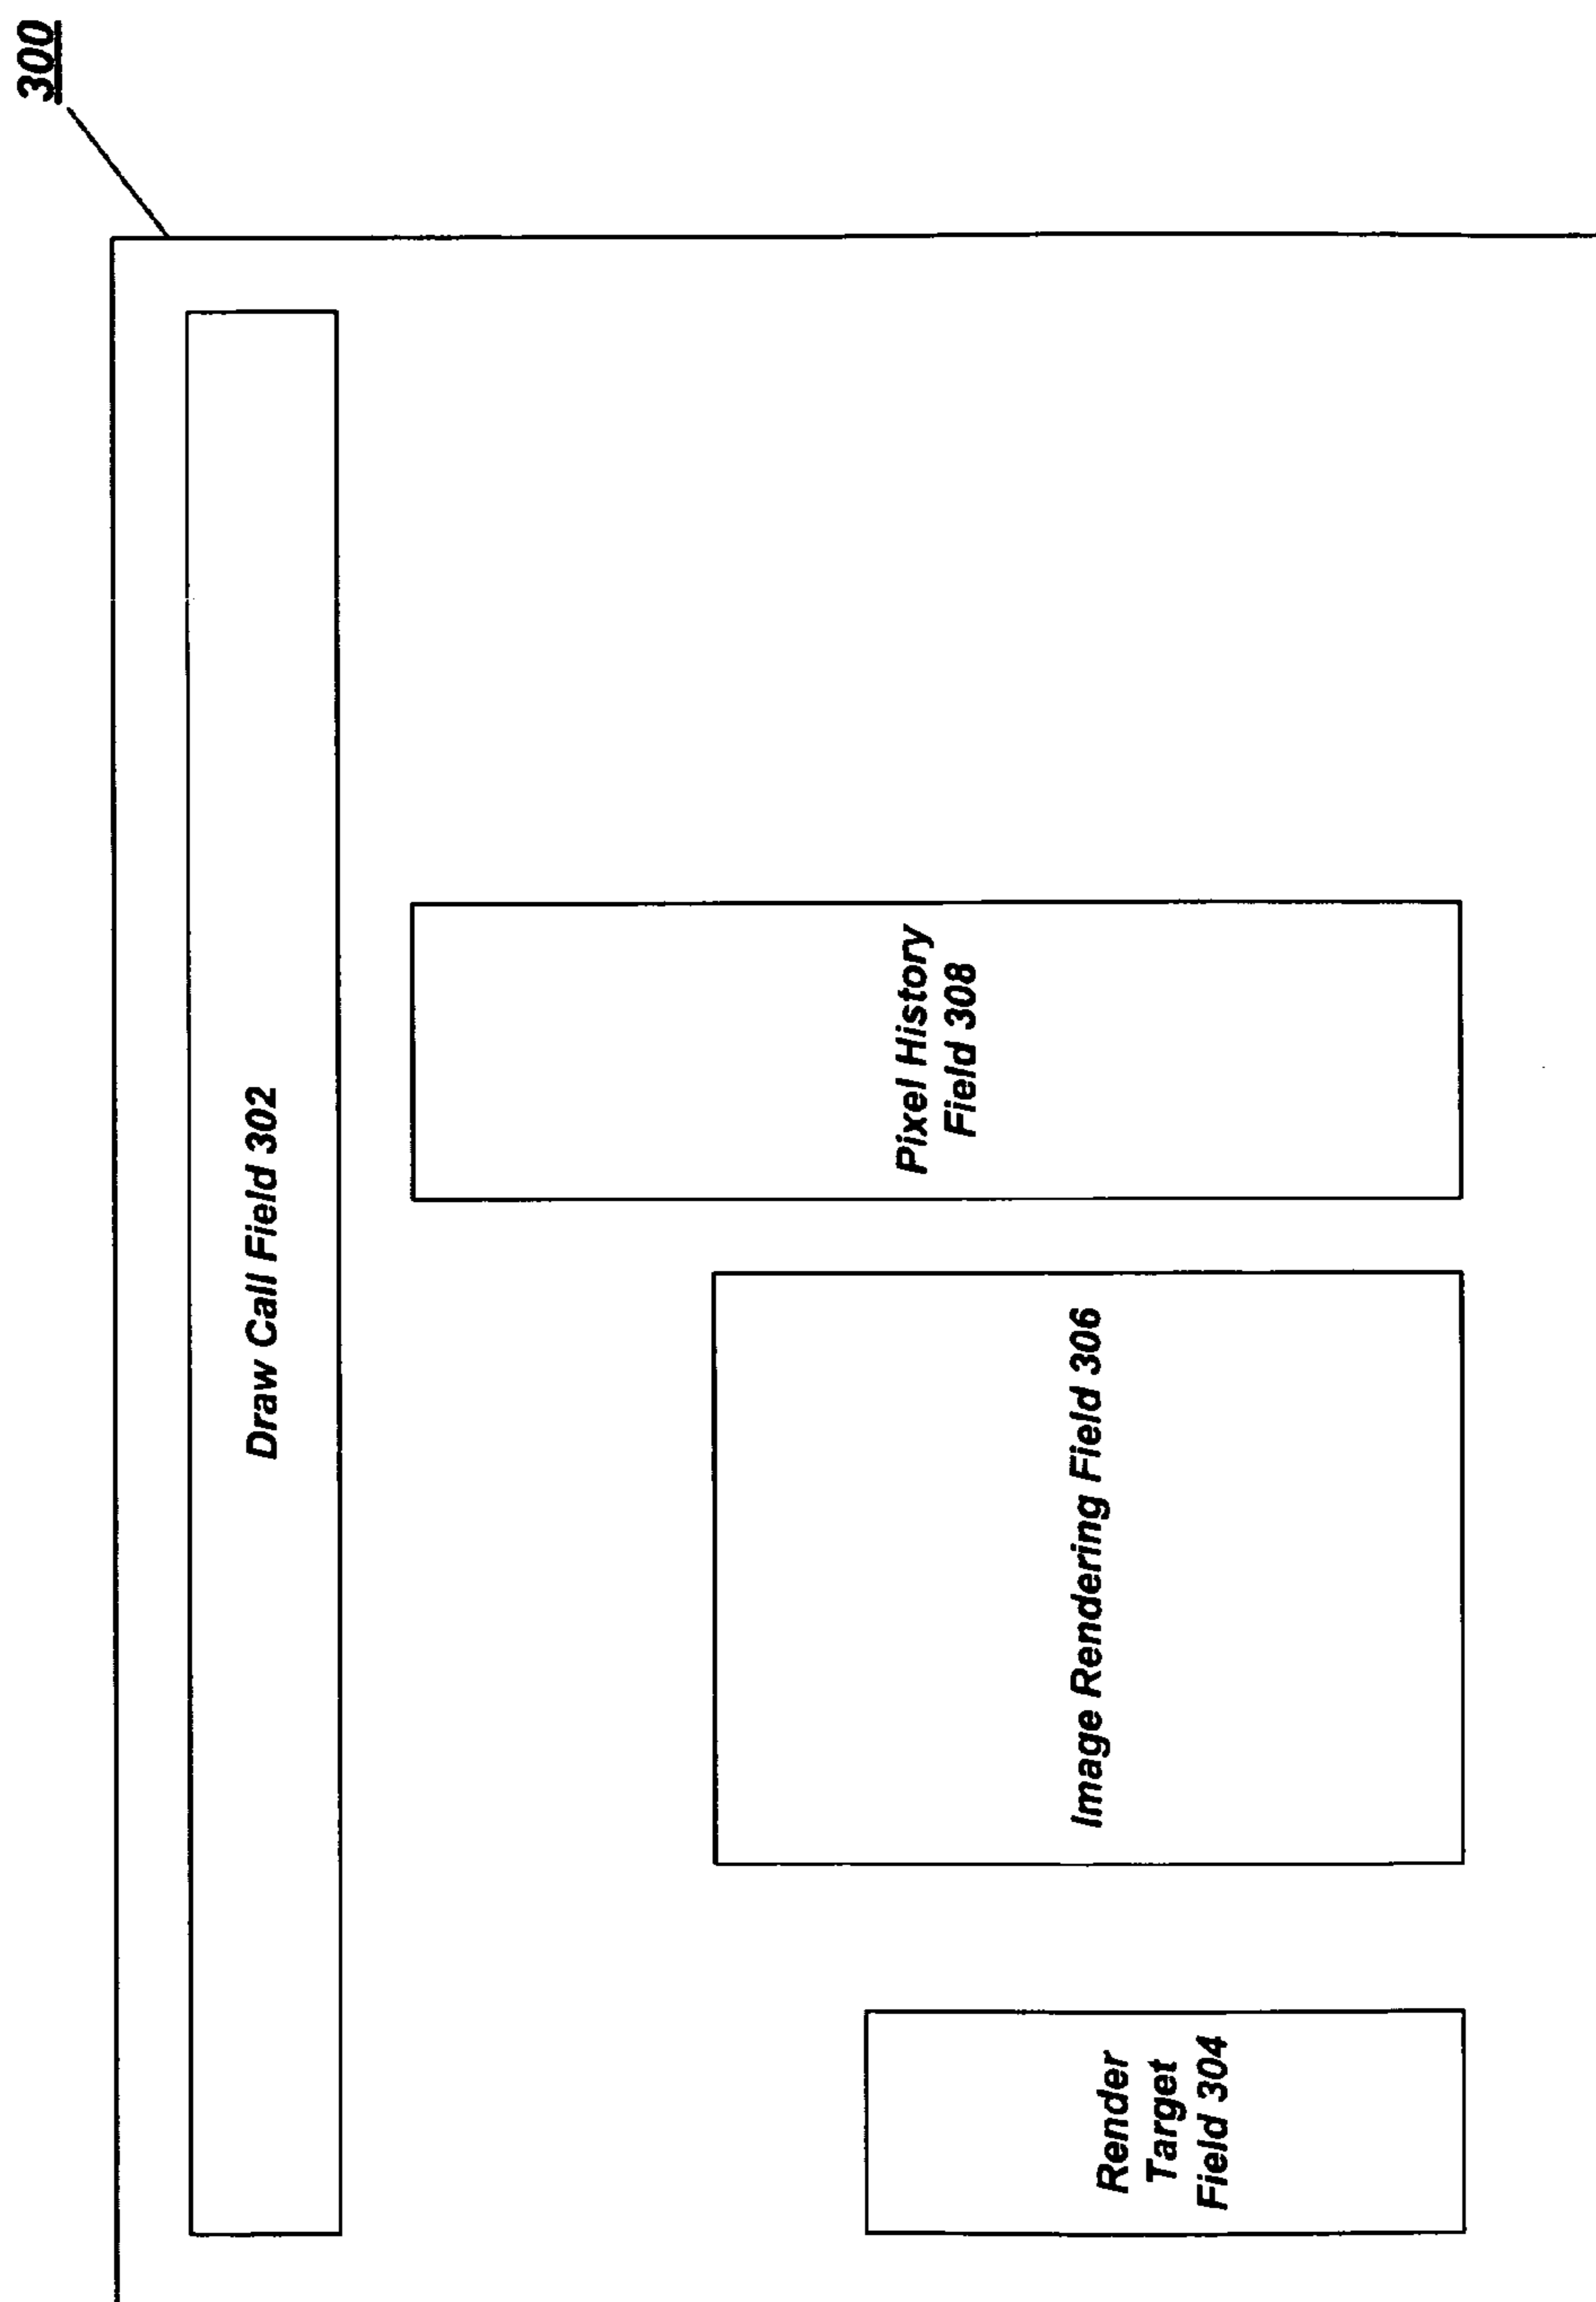 300
Draw Call Field 302
Render
Target
Field 304
Image Rendering Field 306
Pixel History
Field 308